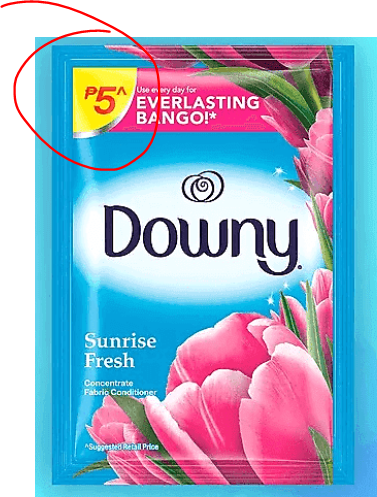 ₱5^
Use every day for
EVERLASTING
BANGO!*
Downy
Sunrise
Fresh
Concentrate
Fabric Conditioner
^Suggested Retail Price